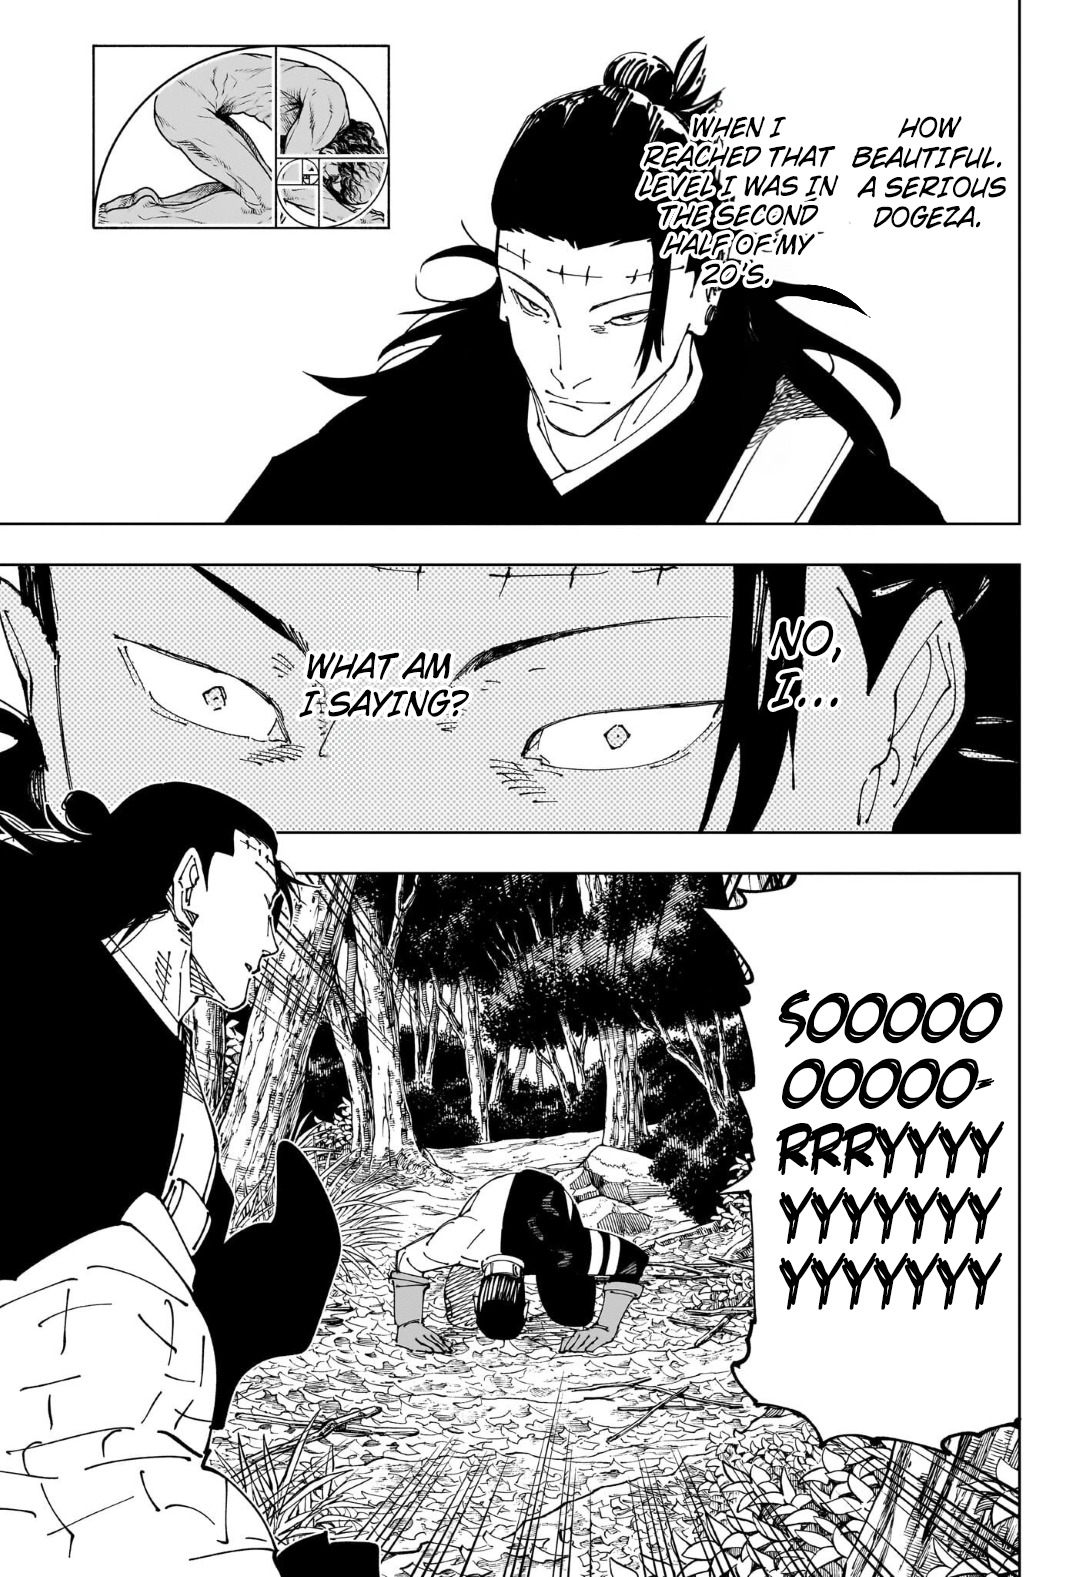 HOW
BEAUTIFUL.
A SERIOUS
DOGEZA.
WHEN I
REACHED THAT
LEVEL I WAS IN
THE SECOND
HALF OF MY
20'S.
NO,
I...
WHAT AM
I SAYING?
SOOOOO
OOOOO-
RRRYYYY
YYYYYYY
YYYYYYY